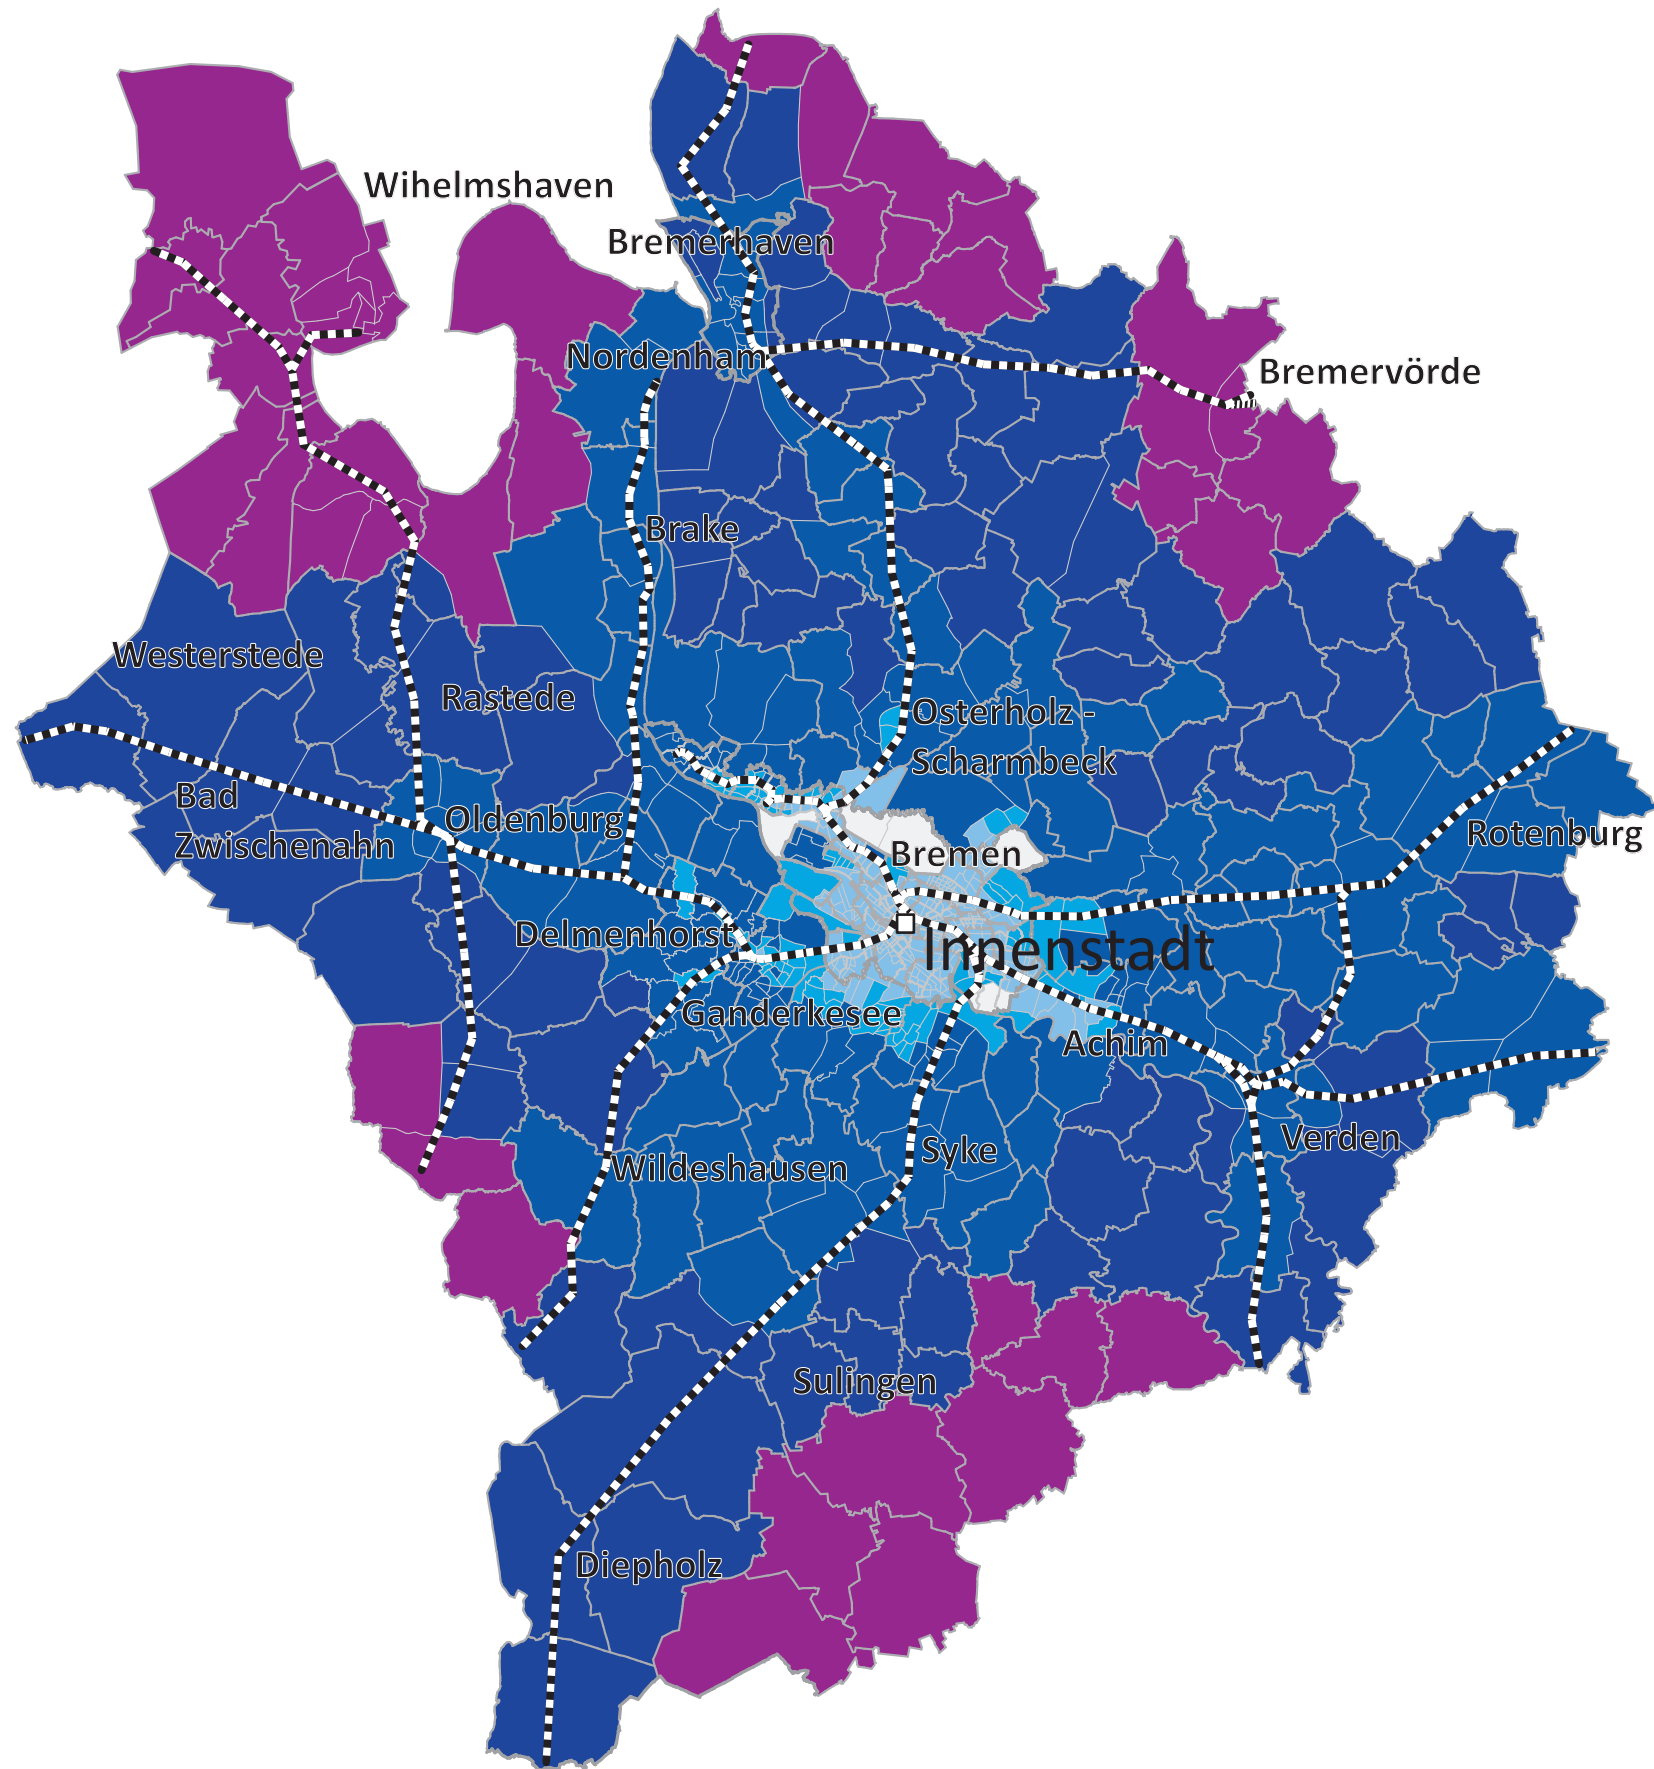 Wihelmshaven
Bremerhaven
Nordenham
Bremervörde
Brake
Westerstede
Rastede
Osterholz -
Scharmbeck
Bad
Zwischenahn
Oldenburg
Rotenburg
Bremen
Delmenhorst
Innenstadt
Ganderkesee
Achim
Verden
Syke
Wildeshausen
Sulingen
Diepholz